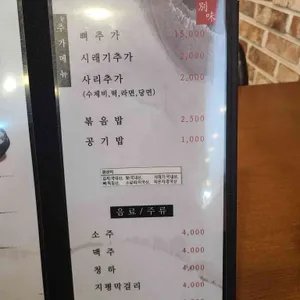 別味
추가메뉴
뼈추가 15,000
시래기추가 2,000
사리추가 2,000
(수제비,떡,라면,당면)
볶음밥 2,500
공기밥 1,000
음료/주류
소주 4,000
맥주 4,000
청하 4,000
지평막걸리 4,000